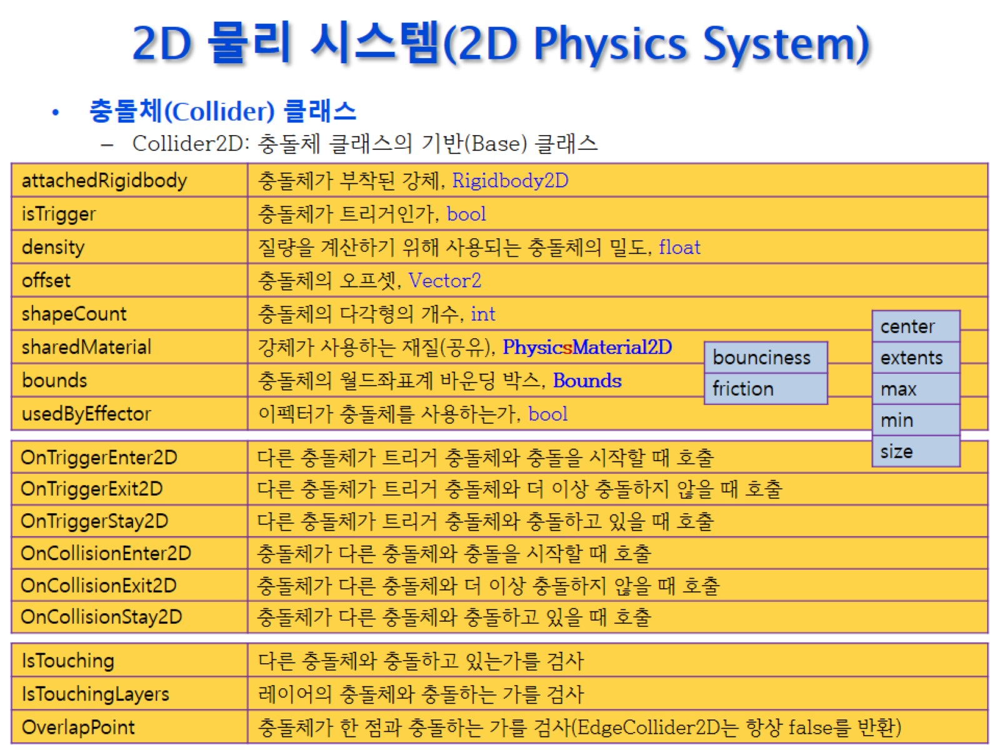 2D 물리 시스템(2D Physics System)
• 충돌체(Collider) 클래스
– Collider2D: 충돌체 클래스의 기반(Base) 클래스
attachedRigidbody 충돌체가 부착된 강체, Rigidbody2D
isTrigger 충돌체가 트리거인가, bool
density 질량을 계산하기 위해 사용되는 충돌체의 밀도, float
offset 충돌체의 오프셋, Vector2
shapeCount 충돌체의 다각형의 개수, int
sharedMaterial 강체가 사용하는 재질(공유), PhysicsMaterial2D
bounds 충돌체의 월드좌표계 바운딩 박스, Bounds
usedByEffector 이펙터가 충돌체를 사용하는가, bool
bounciness
friction
center
extents
max
min
size
OnTriggerEnter2D 다른 충돌체가 트리거 충돌체와 충돌을 시작할 때 호출
OnTriggerExit2D 다른 충돌체가 트리거 충돌체와 더 이상 충돌하지 않을 때 호출
OnTriggerStay2D 다른 충돌체가 트리거 충돌체와 충돌하고 있을 때 호출
OnCollisionEnter2D 충돌체가 다른 충돌체와 충돌을 시작할 때 호출
OnCollisionExit2D 충돌체가 다른 충돌체와 더 이상 충돌하지 않을 때 호출
OnCollisionStay2D 충돌체가 다른 충돌체와 충돌하고 있을 때 호출
IsTouching 다른 충돌체와 충돌하고 있는가를 검사
IsTouchingLayers 레이어의 충돌체와 충돌하는 가를 검사
OverlapPoint 충돌체가 한 점과 충돌하는 가를 검사(EdgeCollider2D는 항상 false를 반환)